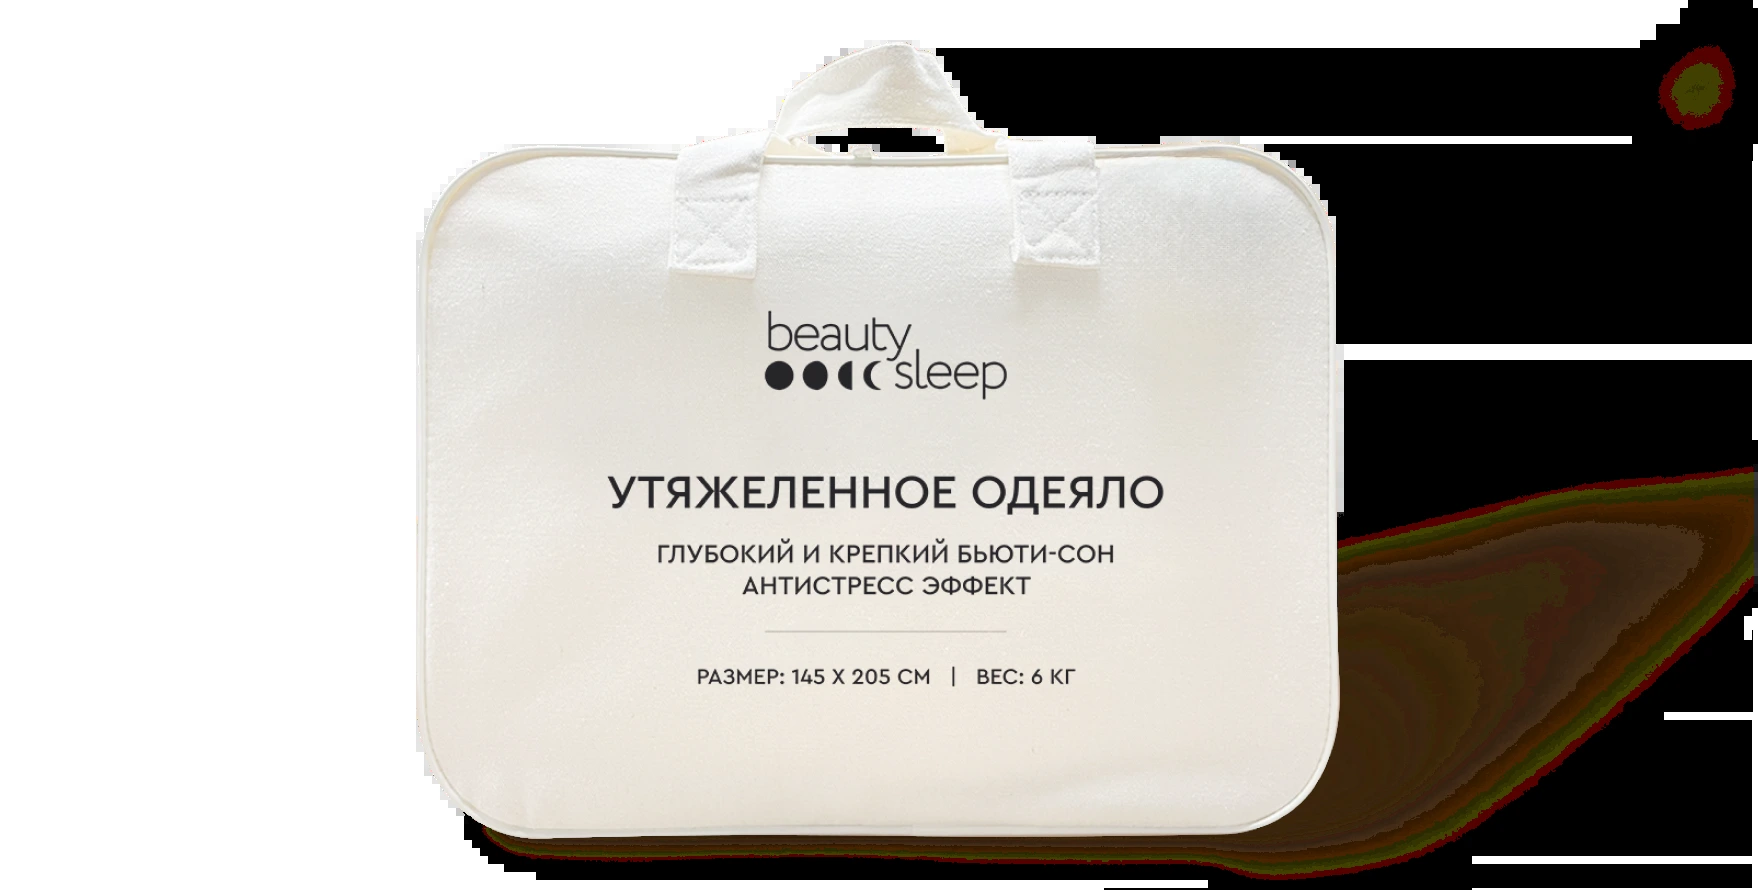 beauty
sleep
УТЯЖЕЛЕННОЕ ОДЕЯЛО
ГЛУБОКИЙ И КРЕПКИЙ БЬЮТИ-СОН
АНТИСТРЕСС ЭФФЕКТ
РАЗМЕР: 145 X 205 СМ | ВЕС: 6 КГ